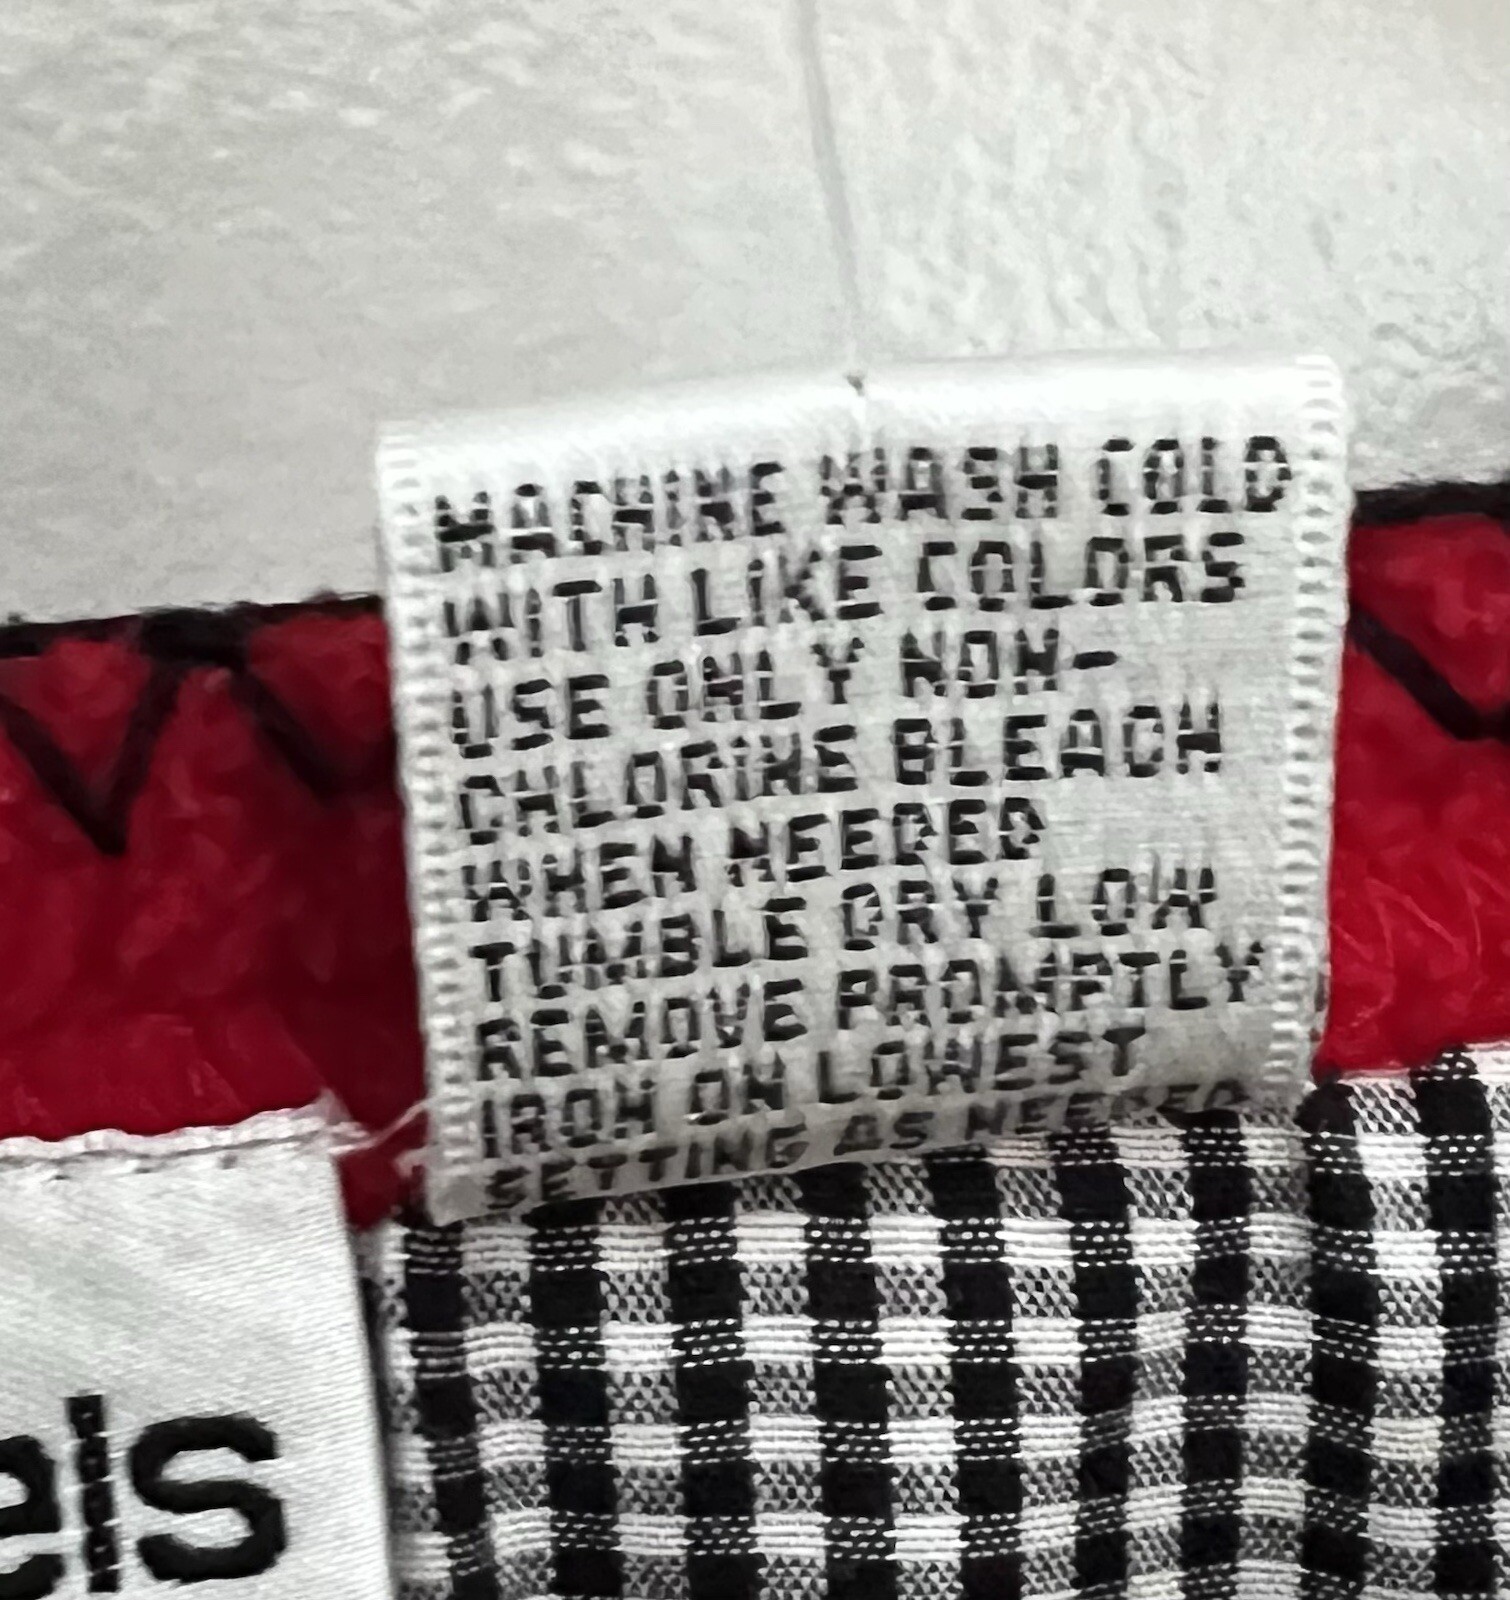 MACHINE WASH COLD
WITH LIKE COLORS
USE ONLY NON-
CHLORINE BLEACH
WHEN NEEDED
TUMBLE DRY LOW
REMOVE PROMPTLY
IRON ON LOWEST
SETTING AS NEEDED
els